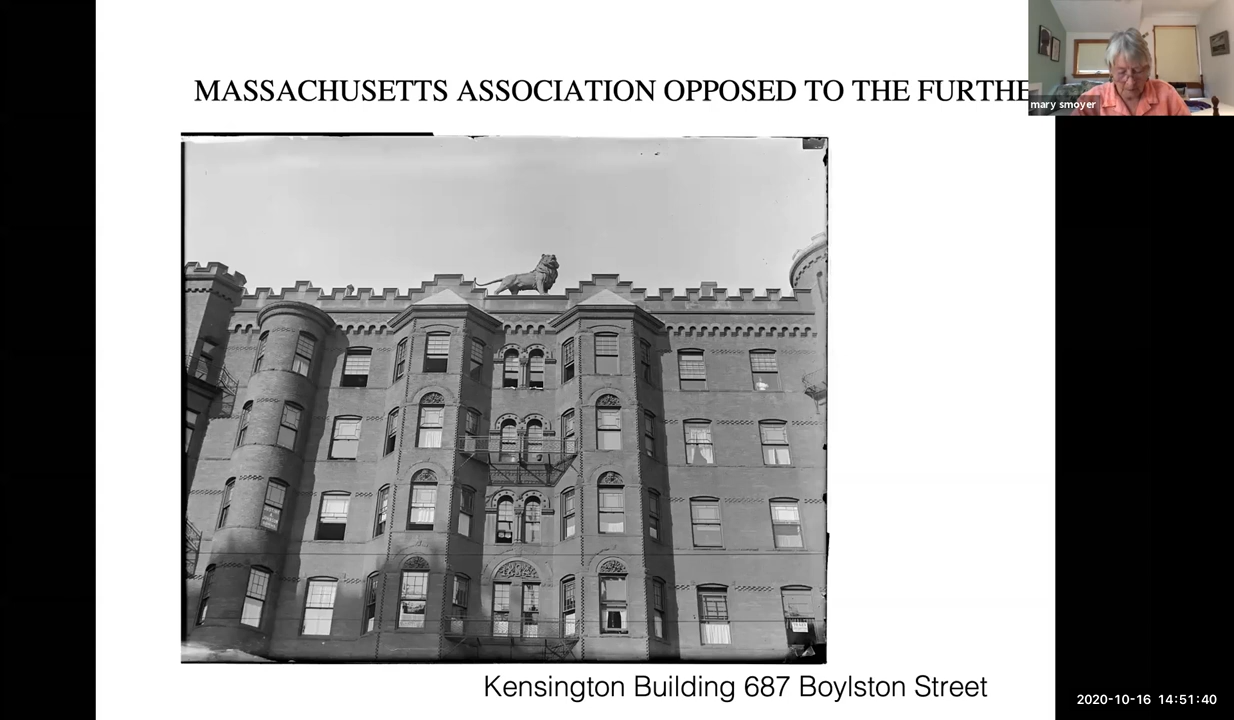 MASSACHUSETTS ASSOCIATION OPPOSED TO THE FURTHE
mary smoyer
Kensington Building 687 Boylston Street
2020-10-16 14:51:40